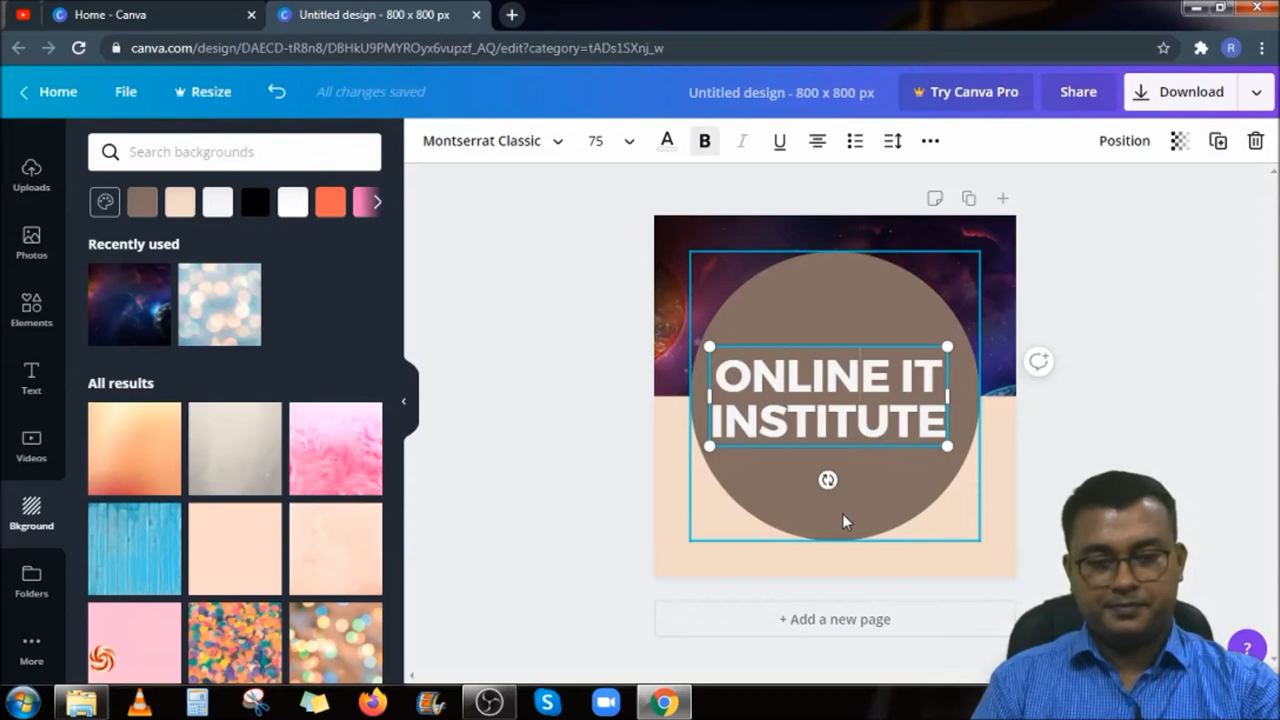 Home - Canva
Untitled design - 800 x 800 px
canva.com/design/DAECD-tR8n8/DBHkU9PMYROyx6vupzf_AQ/edit?category=tADs1SXnj_w
R
Home File Resize All changes saved Untitled design - 800 x 800 px Try Canva Pro Share Download
Search backgrounds
Montserrat Classic 75 A B I U Position
Uploads
Photos
Elements
Text
Videos
Bkground
Folders
More
Recently used
All results
ONLINE IT
INSTITUTE
+ Add a new page
?